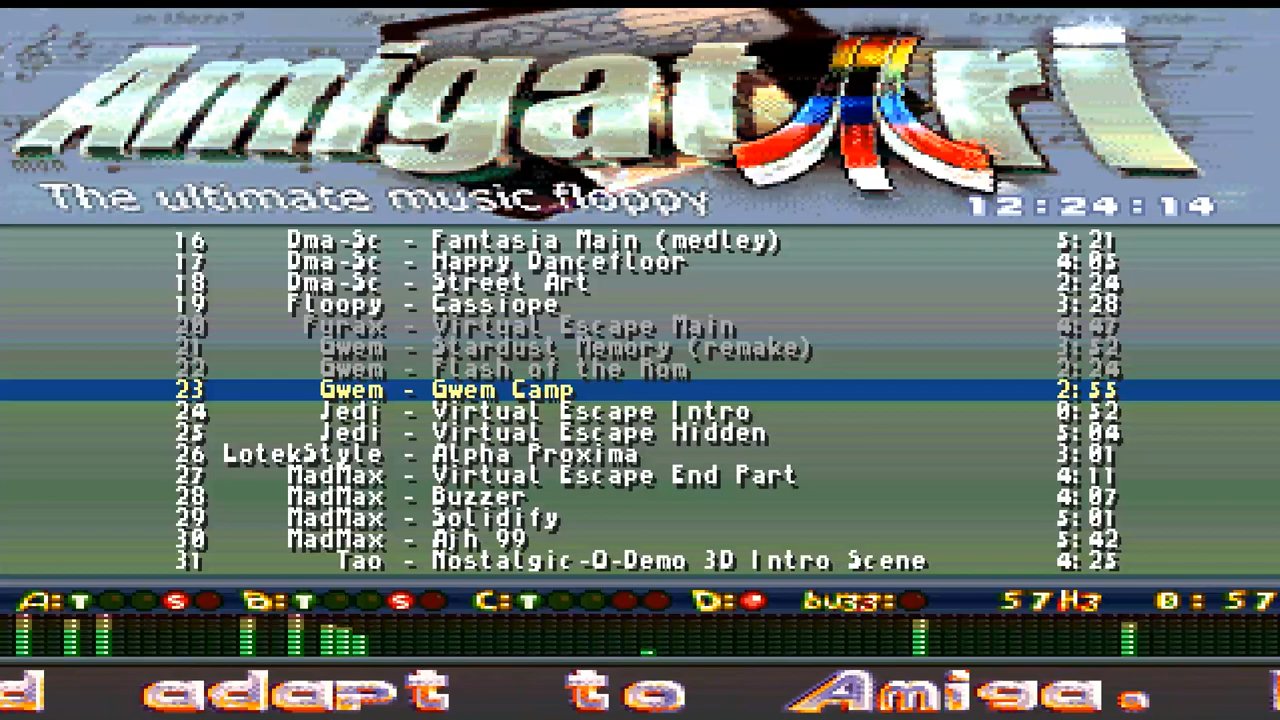 Amigatari
The ultimate music floppy
12:24:14
16 Dma-Sc - Fantasia Main (medley) 5:21
17 Dma-Sc - Happy Dancefloor 4:05
18 Dma-Sc - Street Art 2:24
19 Floopy - Cassiope 3:28
20 Furax - Virtual Escape Main 4:47
21 Gwem - Stardust Memory (remake) 3:52
22 Gwem - Flash of the Rom 2:24
23 Gwem - Gwem Camp 2:55
24 Jedi - Virtual Escape Intro 0:52
25 Jedi - Virtual Escape Hidden 5:04
26 LotekStyle - Alpha Proxima 3:01
27 MadMax - Virtual Escape End Part 4:11
28 MadMax - Buzzer 4:07
29 MadMax - Solidify 5:01
30 MadMax - Ajh 99 5:42
31 Tao - Nostalgic-O-Demo 3D Intro Scene 4:25
A:T S B:T S C:T D: buzz: 57Hz 0:57
d adapt to Amiga.